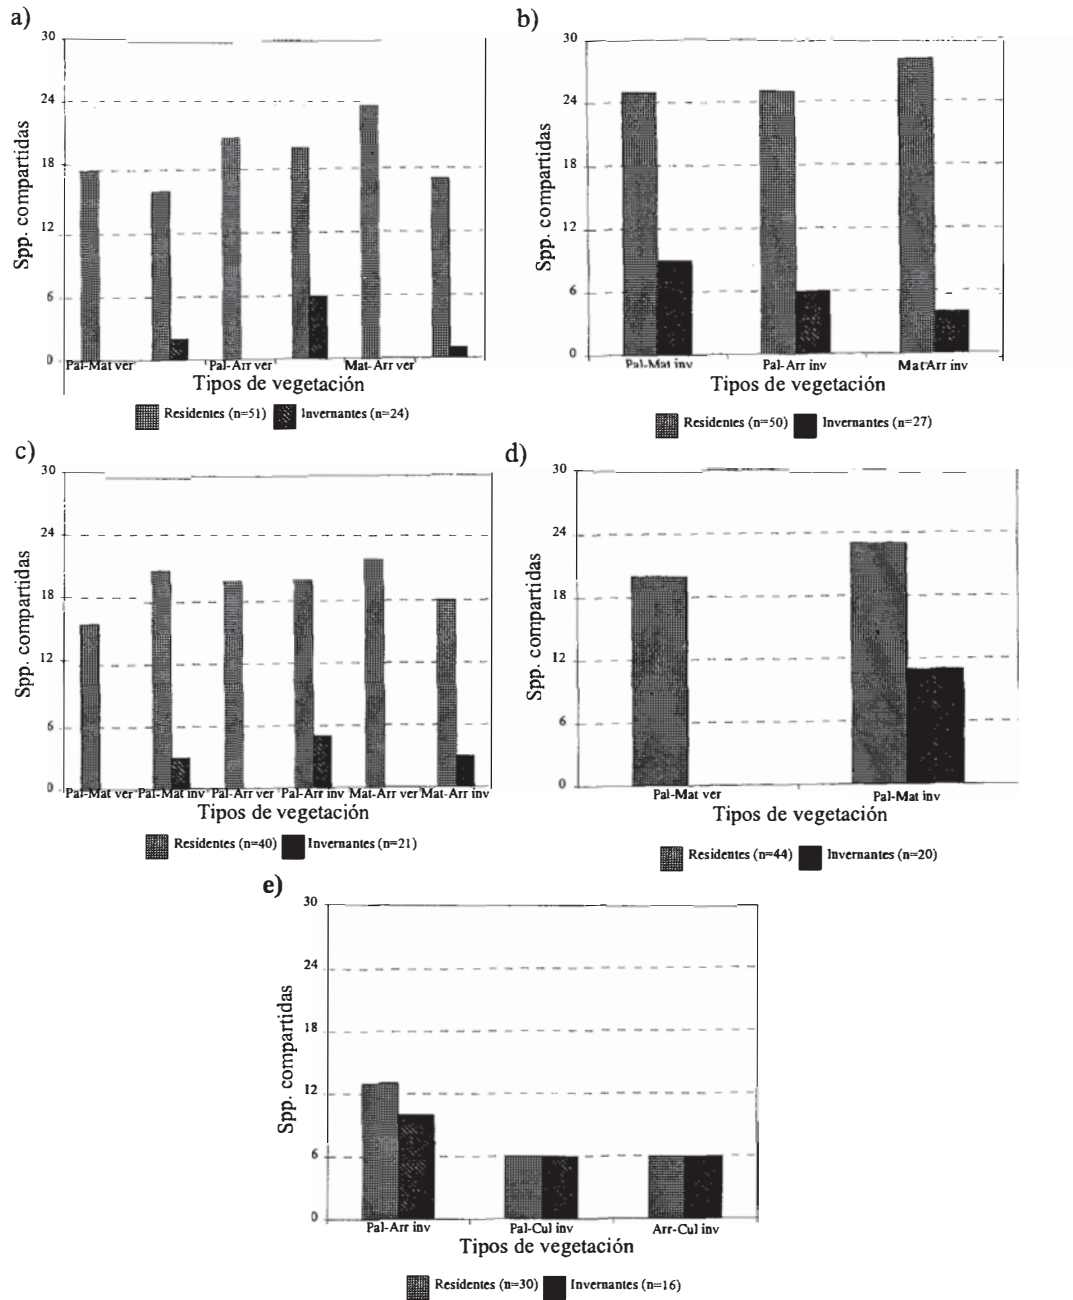 a)
30
24
18
12
6
0
Spp. compartidas
Pal-Mat ver
Pal-Arr ver
Mat-Arr ver
Tipos de vegetación
Residentes (n=51)
Invernantes (n=24)
b)
30
24
18
12
6
0
Spp. compartidas
Pal-Mat inv
Pal-Arr inv
Mat Arr inv
Tipos de vegetación
Residentes (n=50)
Invernantes (n=27)
c)
30
24
18
12
6
0
Spp. compartidas
Pal-Mat ver
Pal-Mat inv
Pal-Arr ver
Pal-Arr inv
Mat-Arr ver
Mat-Arr inv
Tipos de vegetación
Residentes (n=40)
Invernantes (n=21)
d)
30
24
18
12
6
0
Spp. compartidas
Pal-Mat ver
Pal-Mat inv
Tipos de vegetación
Residentes (n=44)
Invernantes (n=20)
e)
30
24
18
12
6
0
Spp. compartidas
Pal-Arr inv
Pal-Cul inv
Arr-Cul inv
Tipos de vegetación
Residentes (n=30)
Invernantes (n=16)